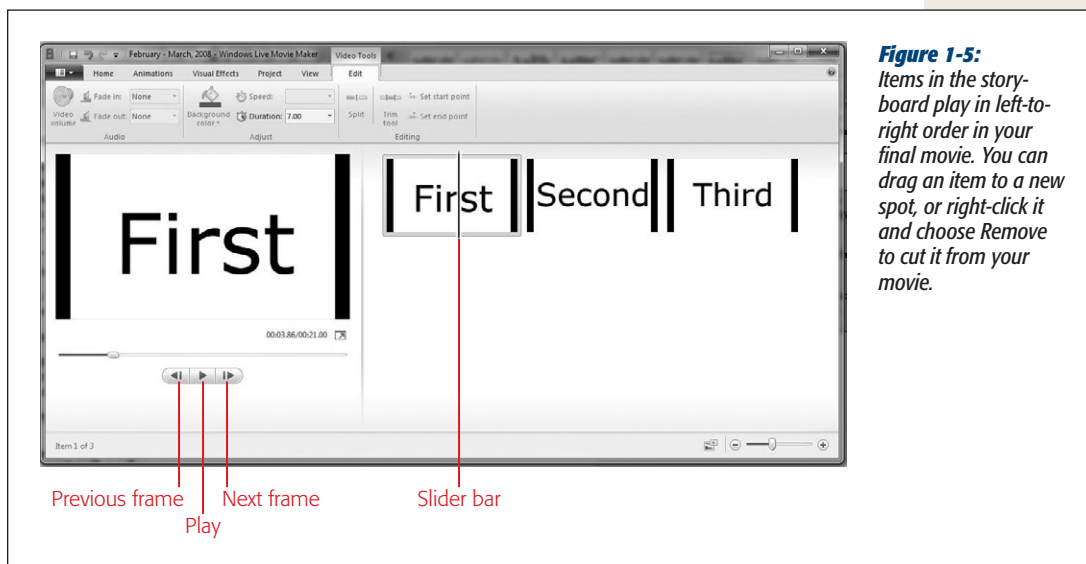 February - March, 2008 - Windows Live Movie Maker
Video Tools
Home Animations Visual Effects Project View Edit
Video volume
Fade in: None
Fade out: None
Audio
Background color
Speed:
Duration: 7.00
Adjust
Split
Trim tool
Set start point
Set end point
Editing
First
00:03.86/00:21.00
First Second Third
Item 1 of 3
Previous frame
Play
Next frame
Slider bar
Figure 1-5:
Items in the story-
board play in left-to-
right order in your
final movie. You can
drag an item to a new
spot, or right-click it
and choose Remove
to cut it from your
movie.